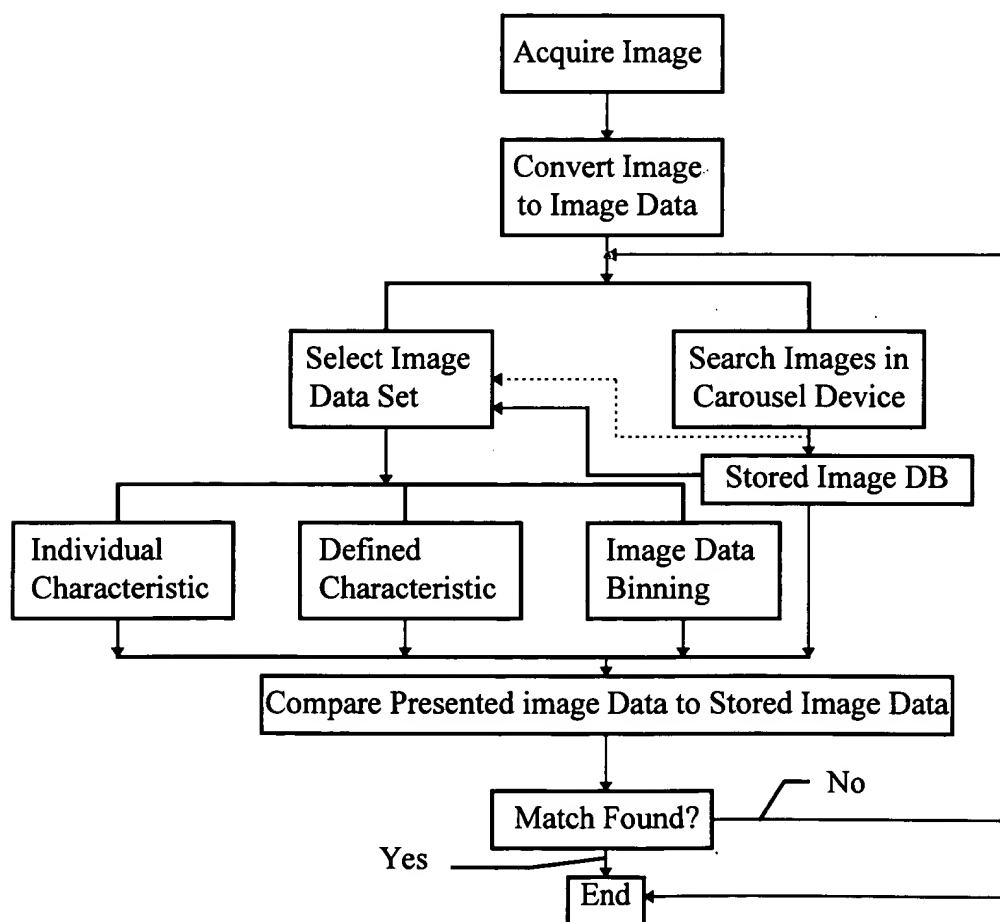 Acquire Image
Convert Image
to Image Data
Select Image
Data Set
Search Images in
Carousel Device
Stored Image DB
Individual
Characteristic
Defined
Characteristic
Image Data
Binning
Compare Presented image Data to Stored Image Data
Match Found?
No
Yes
End